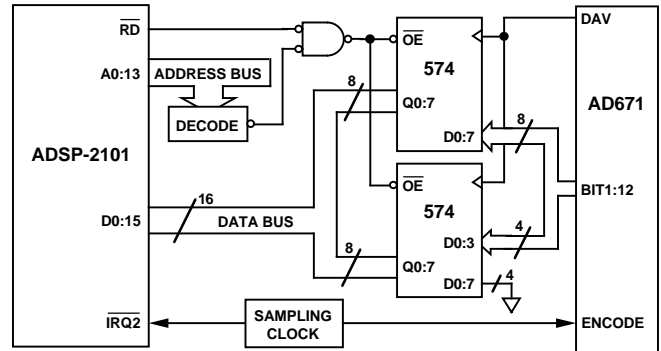 RD
A0:13
ADDRESS BUS
DECODE
ADSP-2101
D0:15
16
DATA BUS
IRQ2
SAMPLING
CLOCK
OE
574
8
Q0:7
D0:7
8
OE
574
D0:3
4
8
Q0:7
D0:7
4
DAV
AD671
BIT1:12
ENCODE